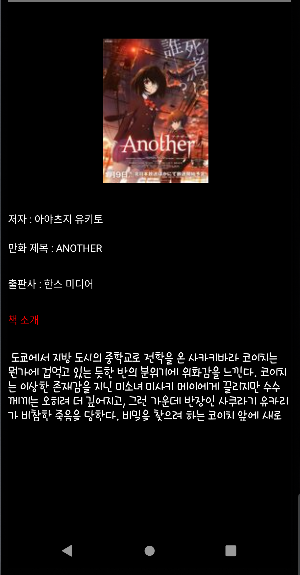 死者は
誰──?
Another
저자 : 아야츠지 유키토
만화 제목 : ANOTHER
출판사 : 한스 미디어
책 소개
도쿄에서 지방 도시의 중학교로 전학을 온 사카키바라 코이치는
뭔가에 겁먹고 있는 듯한 반의 분위기에 위화감을 느낀다. 코이치
는 이상한 존재감을 지닌 미소녀 미사키 메이에게 끌리지만 수수
께끼는 오히려 더 깊어지고, 그런 가운데 반장인 사쿠라기 유카리
가 비참한 죽음을 당한다. 비밀을 찾으려 하는 코이치 앞에 새로